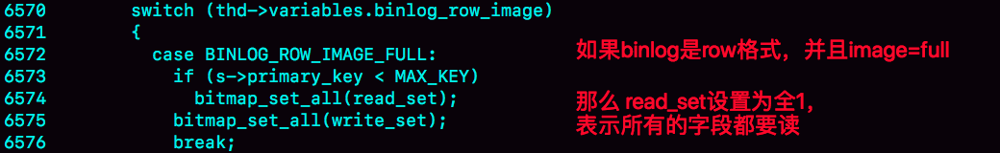 6570 switch (thd->variables.binlog_row_image)
6571 {
6572 case BINLOG_ROW_IMAGE_FULL:
6573 if (s->primary_key < MAX_KEY)
6574 bitmap_set_all(read_set);
6575 bitmap_set_all(write_set);
6576 break;
如果binlog是row格式，并且image=full
那么 read_set设置为全1，
表示所有的字段都要读